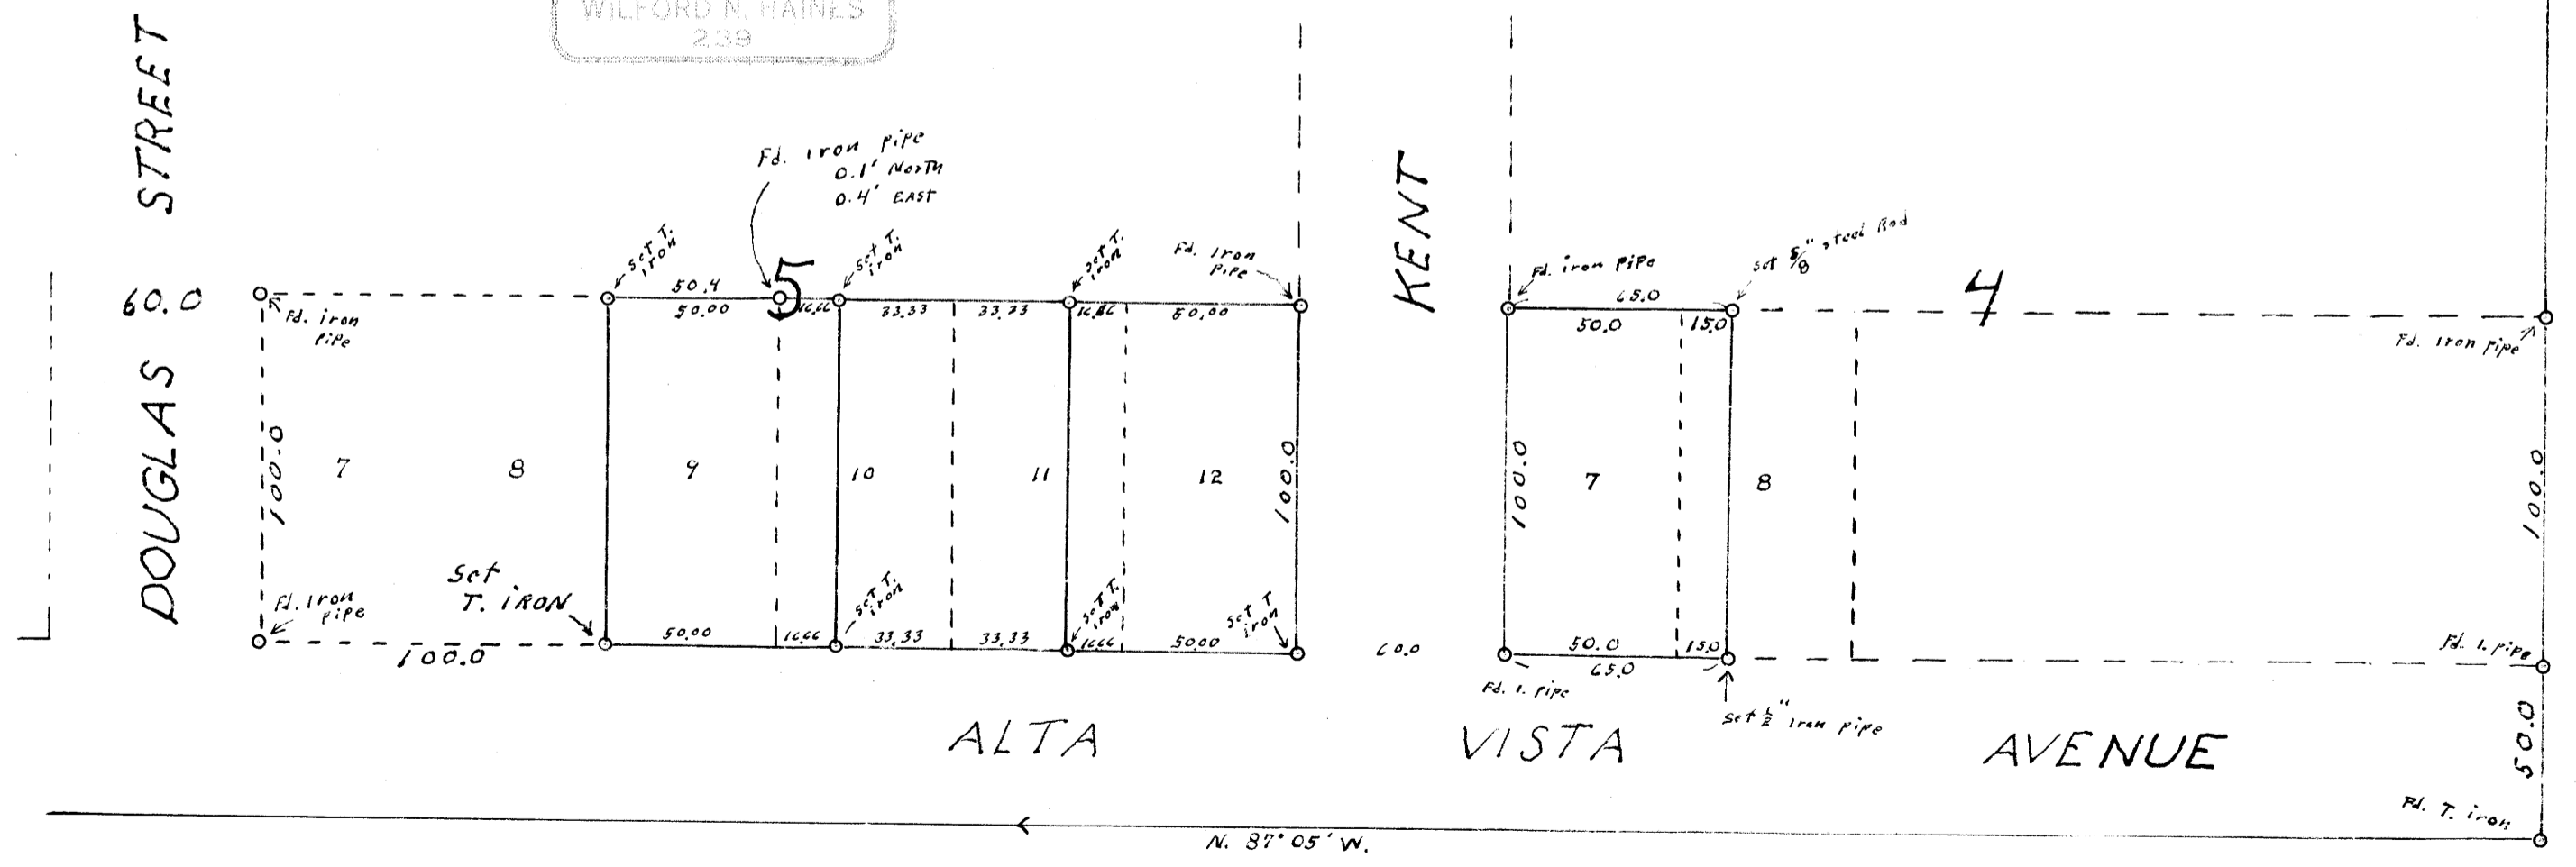 WILFORD N. HAINES
239
DOUGLAS STREET
KENT
Fd. iron pipe
0.1' North
0.4' EAST
60.0
Fd. iron
pipe
set T.
iron
5
set T.
iron
set T.
iron
Fd. Iron
pipe
50.4
50.00
16.66
33.33
33.33
16.66
50.00
Fd. iron pipe
set 5/8" steel Rod
65.0
50.0
15.0
4
Fd. Iron pipe
100.0
7
8
9
10
11
12
100.0
100.0
7
8
100.0
Fd. Iron
pipe
Set
T. IRON
set T.
iron
set T.
iron
set T
iron
100.0
50.00
16.66
33.33
33.33
16.66
50.00
60.0
50.0
15.0
65.0
Fd. I. Pipe
Set 1/2" Iron pipe
Fd. I. pipe
50.0
ALTA VISTA AVENUE
Fd. T. iron
N. 87° 05' W.